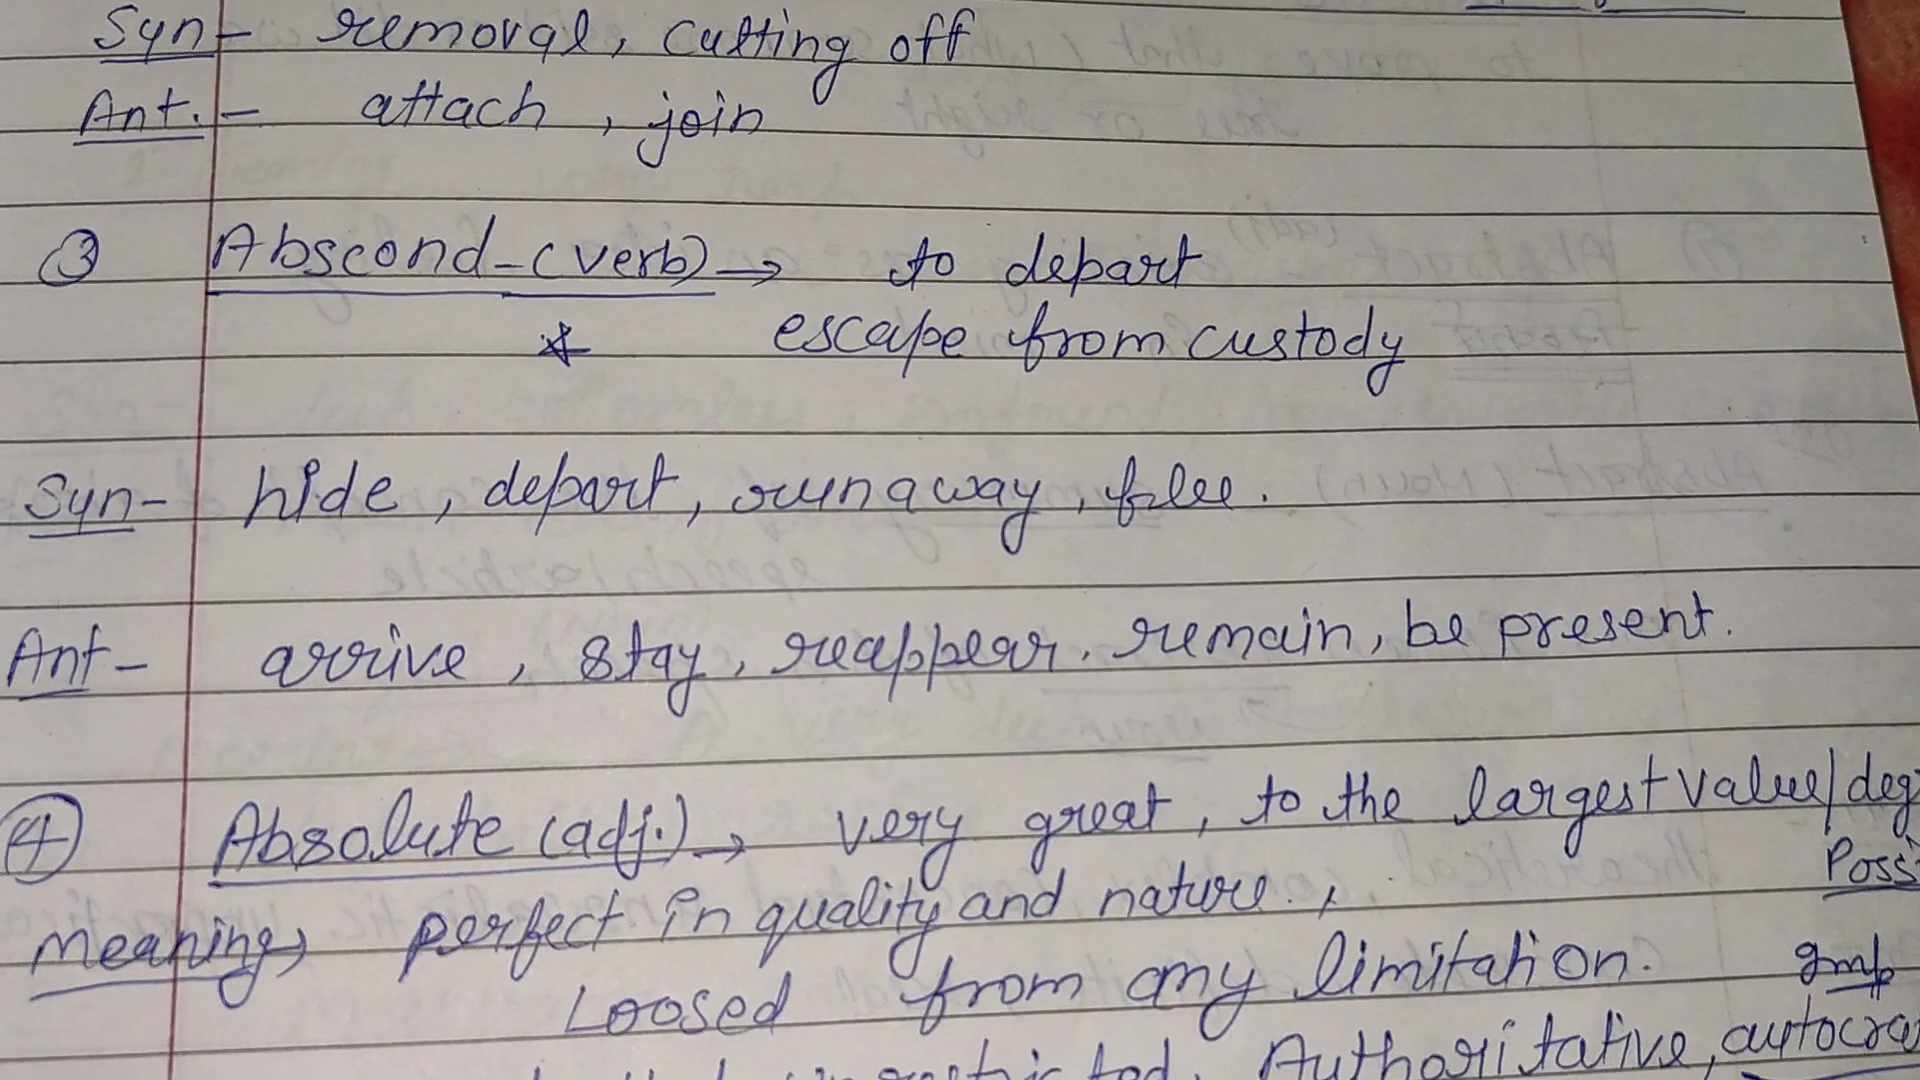 Syn- removal, cutting off
Ant.- attach, join
③ Abscond-(verb)→ to depart
* escape from custody
Syn- hide, depart, runaway, flee.
Ant- arrive, stay, reappear, remain, be present.
④ Absolute (adj.)→ very great, to the largest value/deg
Poss
Meaning→ perfect in quality and nature.,
Loosed from any limitation.
Imp
Authoritative, autocra